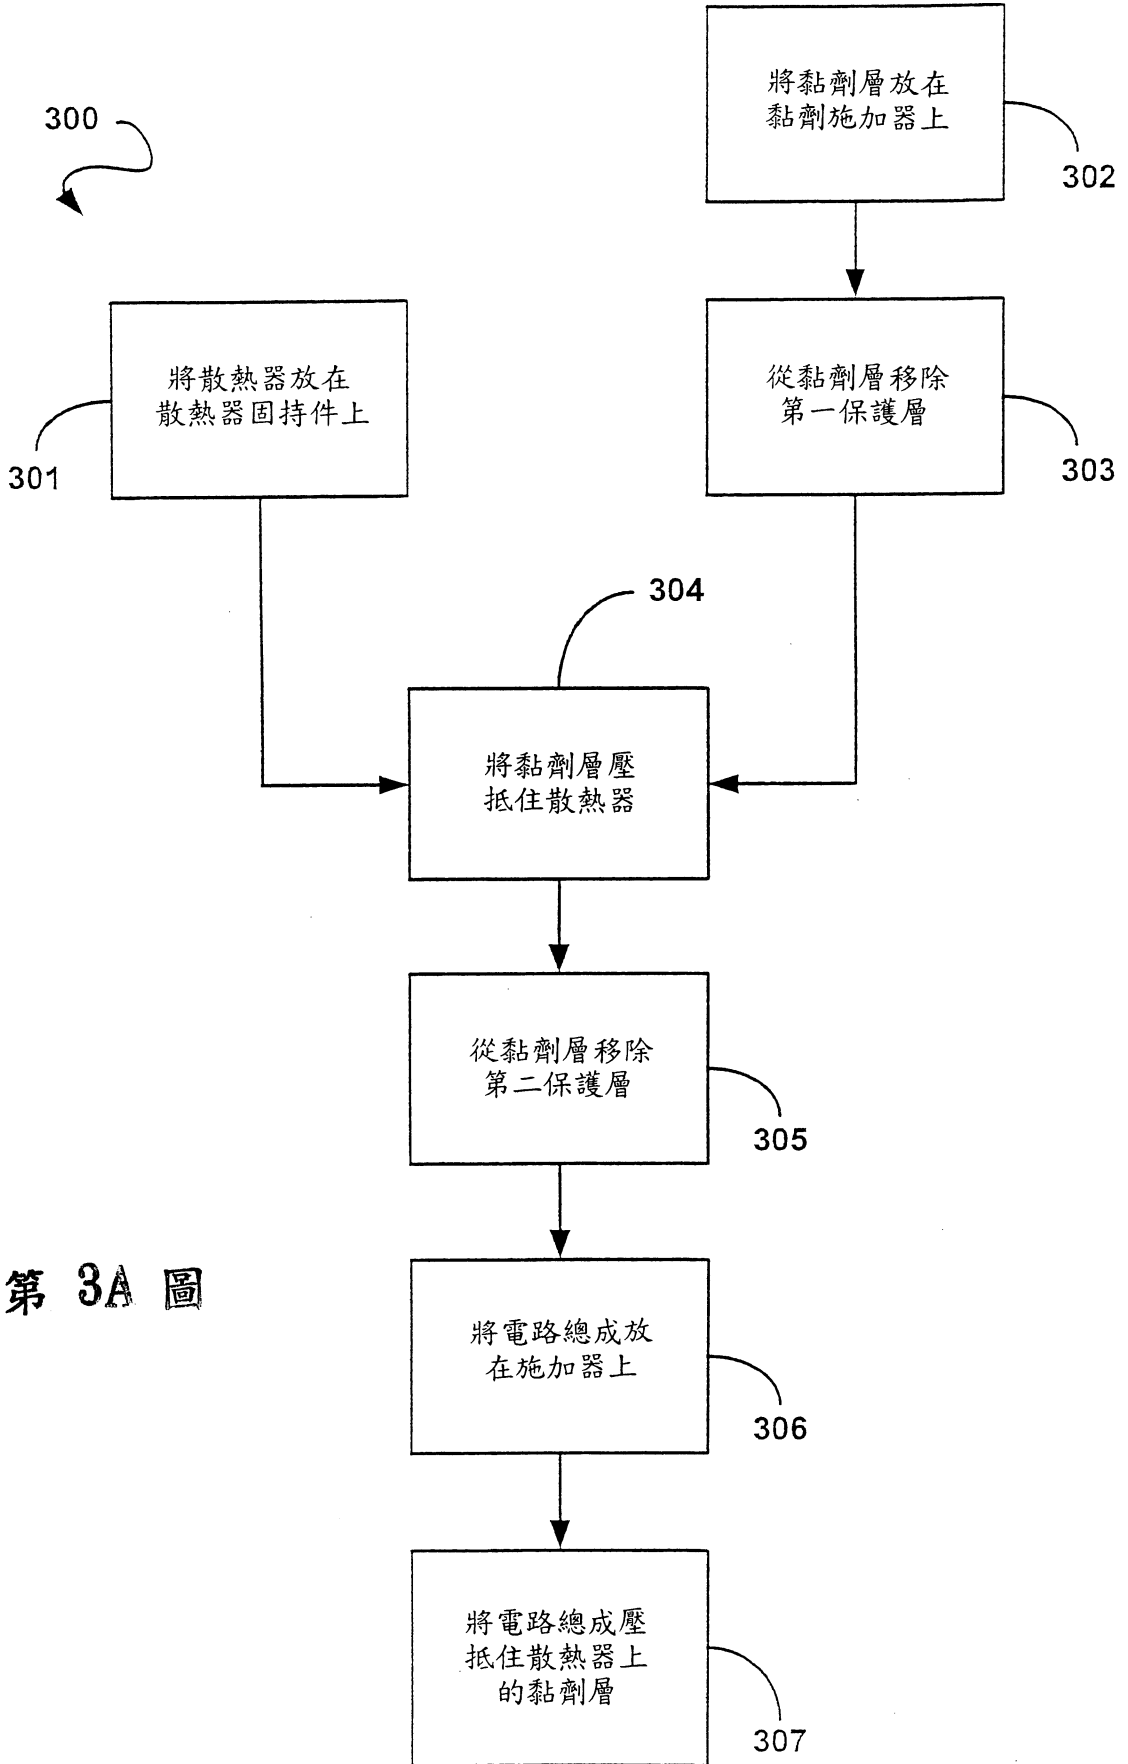 300
將黏劑層放在
黏劑施加器上
302
將散熱器放在
散熱器固持件上
301
從黏劑層移除
第一保護層
303
304
將黏劑層壓
抵住散熱器
從黏劑層移除
第二保護層
305
第 3A 圖
將電路總成放
在施加器上
306
將電路總成壓
抵住散熱器上
的黏劑層
307